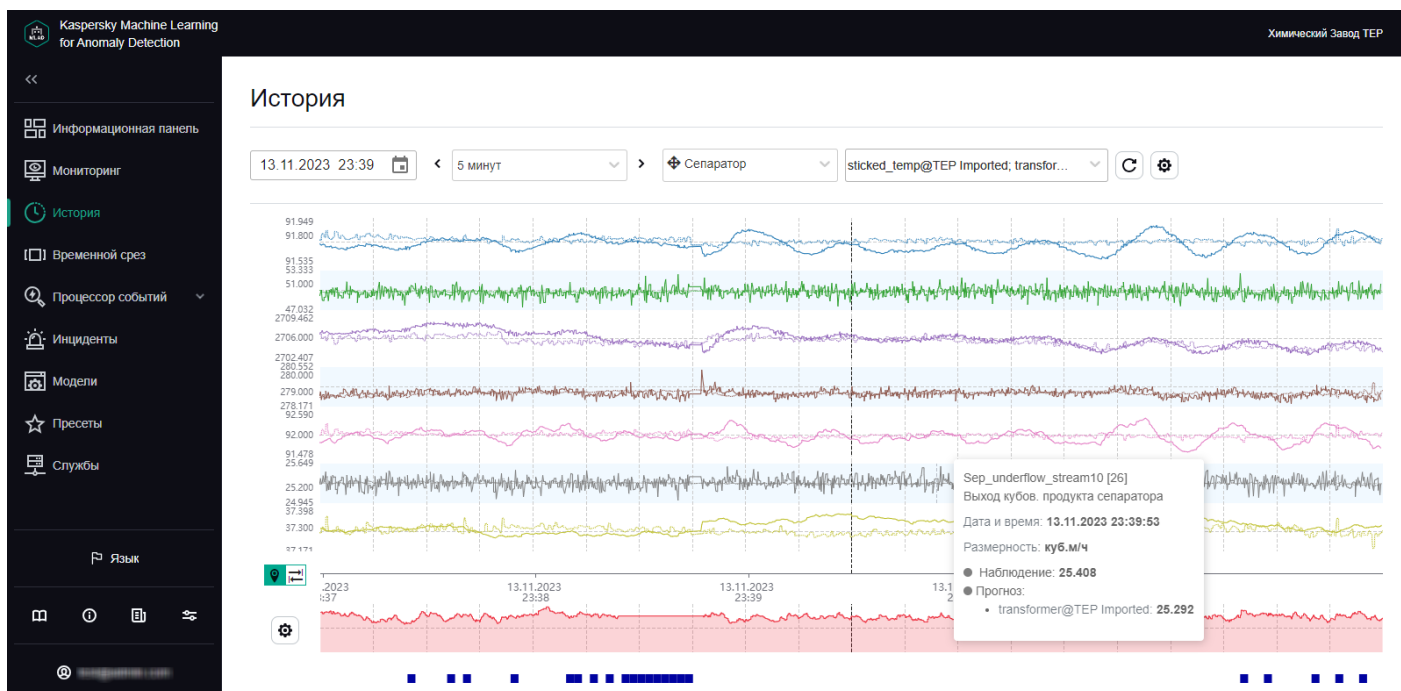 Kaspersky Machine Learning
for Anomaly Detection
Химический Завод TEP
История
Информационная панель
Мониторинг
История
Временной срез
Процессор событий
Инциденты
Модели
Пресеты
Службы
Язык
13.11.2023 23:39
5 минут
Сепаратор
sticked_temp@TEP Imported; transfor...
91.949
91.800
91.535
53.333
51.000
47.032
2709.462
2706.000
2702.407
280.552
280.000
279.000
278.171
92.590
92.000
91.478
25.649
25.200
24.945
37.398
37.300
37.171
Sep_underflow_stream10 [26]
Выход кубов. продукта сепаратора
Дата и время: 13.11.2023 23:39:53
Размерность: куб.м/ч
Наблюдение: 25.408
Прогноз:
transformer@TEP Imported: 25.292
.2023
13.11.2023
23:38
13.11.2023
23:39
13.1